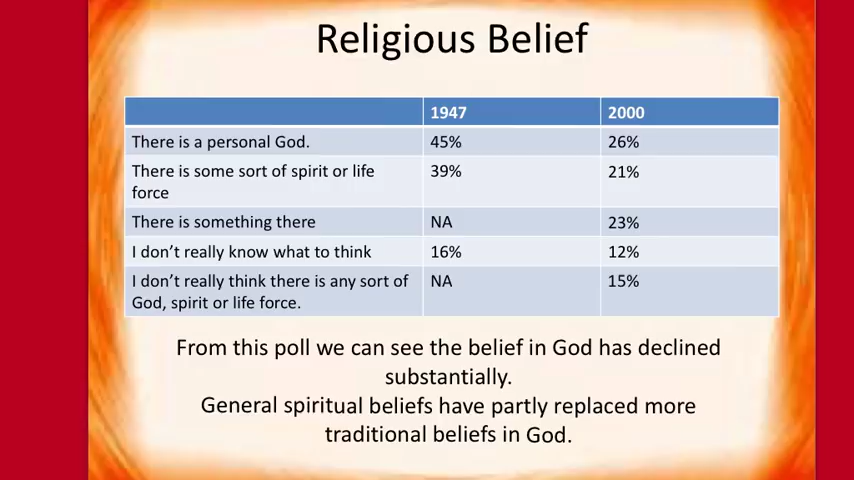 Religious Belief
1947 2000
There is a personal God. 45% 26%
There is some sort of spirit or life 39% 21%
force
There is something there NA 23%
I don't really know what to think 16% 12%
I don't really think there is any sort of NA 15%
God, spirit or life force.
From this poll we can see the belief in God has declined
substantially.
General spiritual beliefs have partly replaced more
traditional beliefs in God.